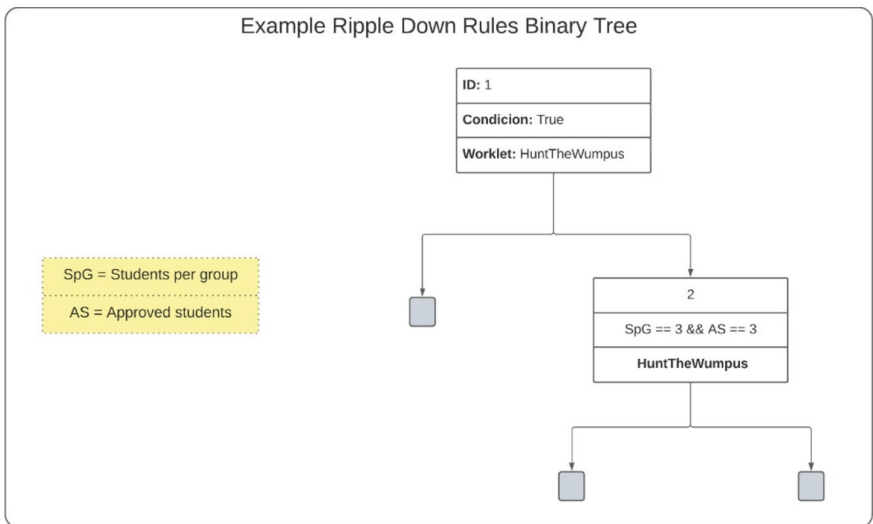 Example Ripple Down Rules Binary Tree
ID: 1
Condicion: True
Worklet: HuntTheWumpus
SpG = Students per group
AS = Approved students
2
SpG == 3 && AS == 3
HuntTheWumpus